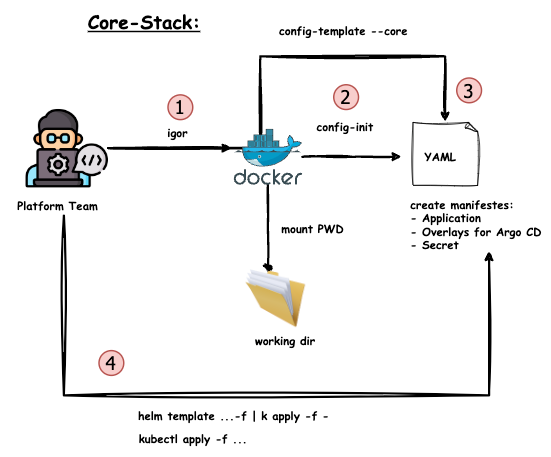 Core-Stack:
config-template --core
1
2
3
igor
config-init
YAML
docker
Platform Team
create manifestes:
- Application
- Overlays for Argo CD
- Secret
mount PWD
working dir
4
helm template ...-f | k apply -f -
kubectl apply -f ...